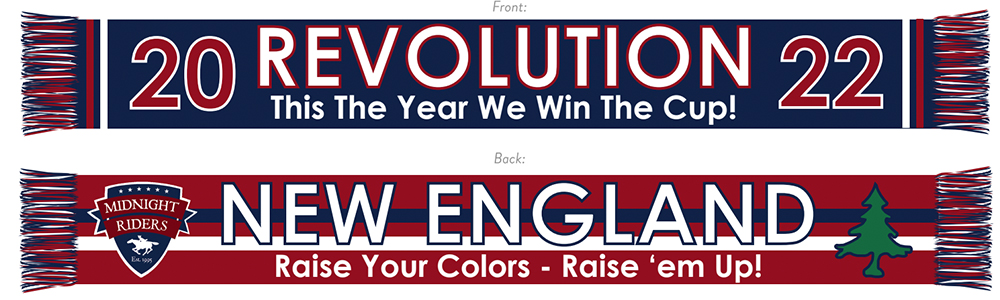 Front:
20 REVOLUTION 22
This The Year We Win The Cup!
Back:
MIDNIGHT
RIDERS
Est. 1995
NEW ENGLAND
Raise Your Colors - Raise ‘em Up!